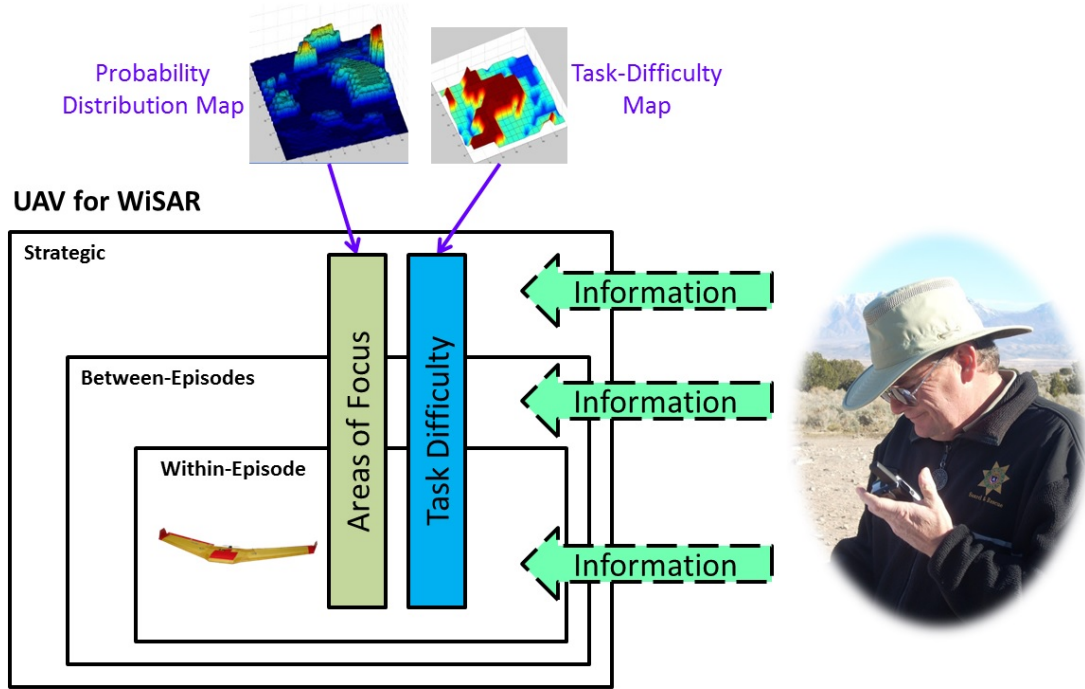 Probability
Distribution Map
Task-Difficulty
Map
UAV for WiSAR
Strategic
Information
Between-Episodes
Information
Within-Episode
Areas of Focus
Task Difficulty
Information